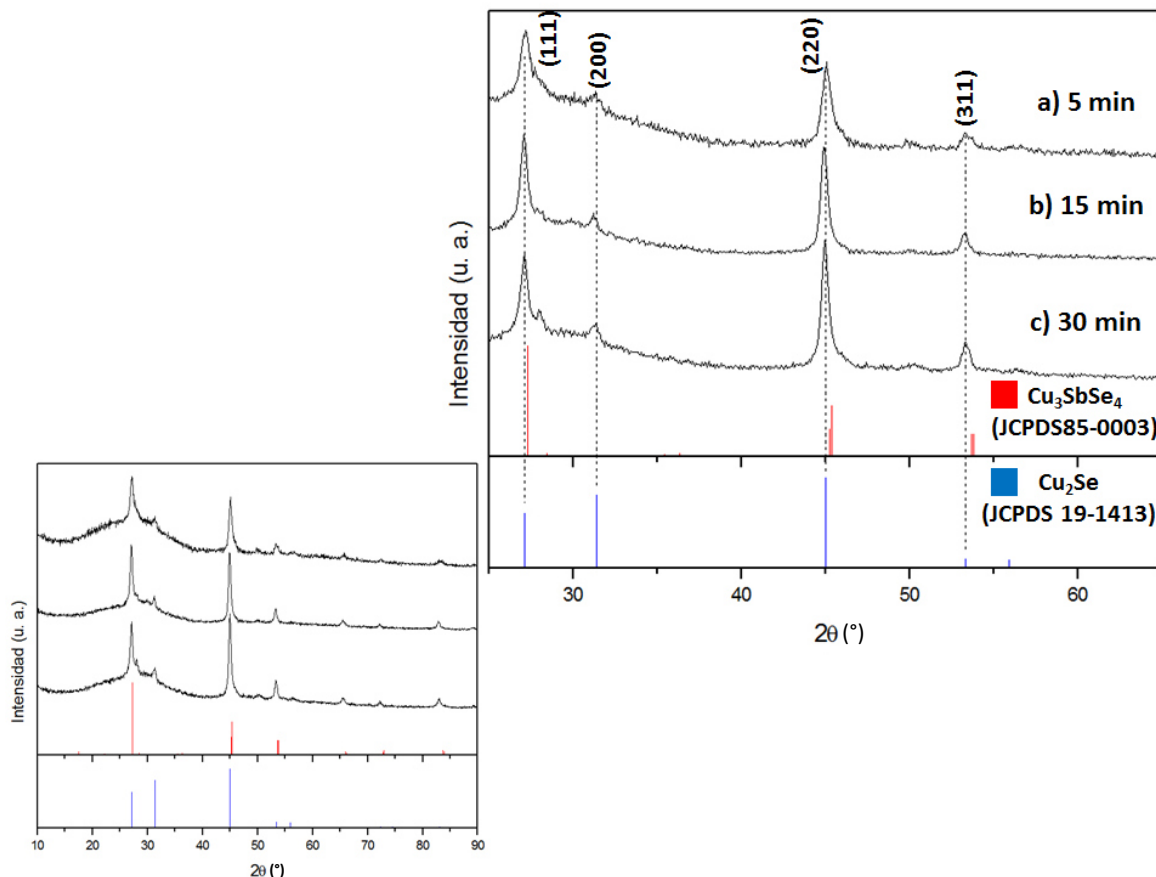 (111)
(200)
(220)
(311)
a) 5 min
b) 15 min
c) 30 min
Intensidad (u. a.)
Cu₃SbSe₄
(JCPDS85-0003)
Cu₂Se
(JCPDS 19-1413)
30 40 50 60
2θ (°)
Intensidad (u. a.)
10 20 30 40 50 60 70 80 90
2θ (°)